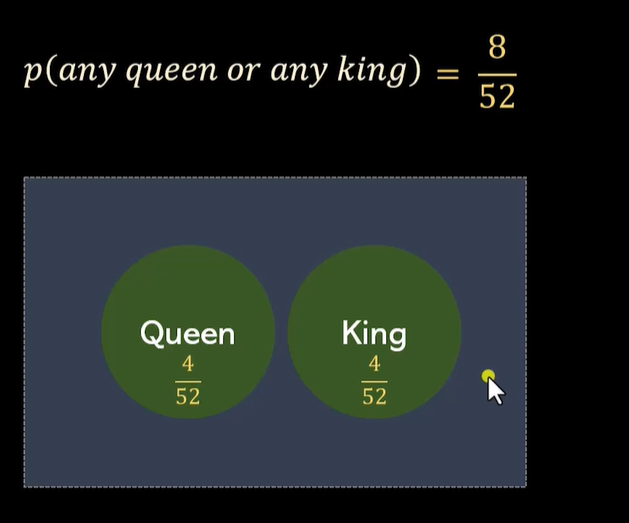 p(any queen or any king) = 8/52
Queen King
4/52 4/52